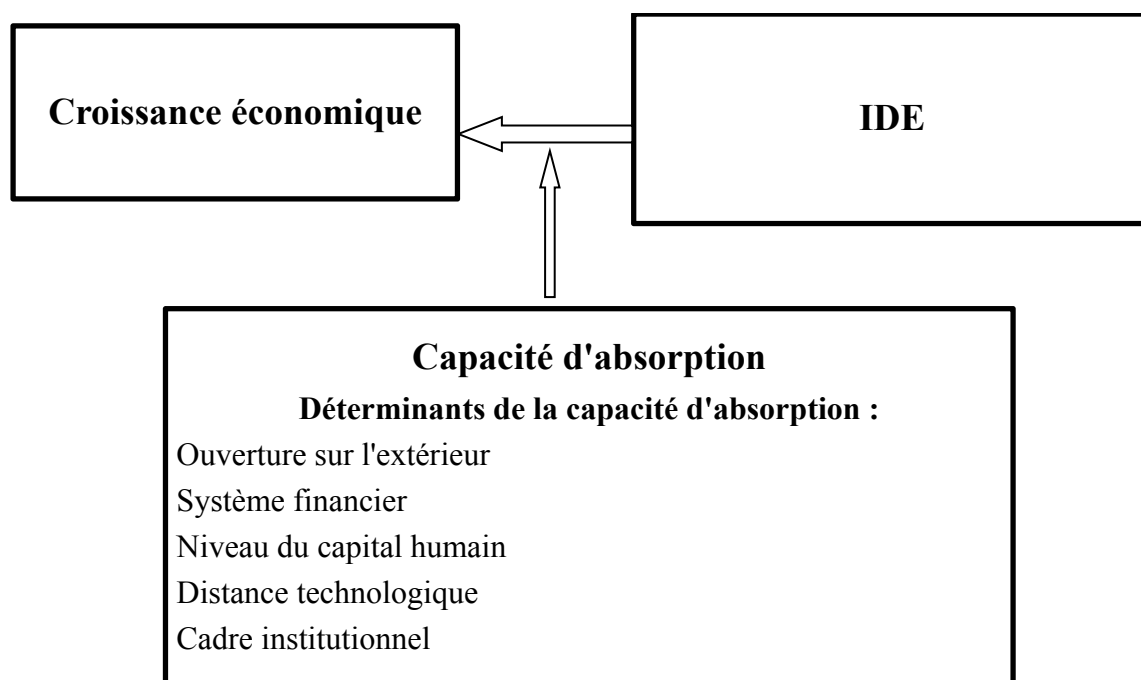 Croissance économique
IDE
Capacité d'absorption
Déterminants de la capacité d'absorption :
Ouverture sur l'extérieur
Système financier
Niveau du capital humain
Distance technologique
Cadre institutionnel